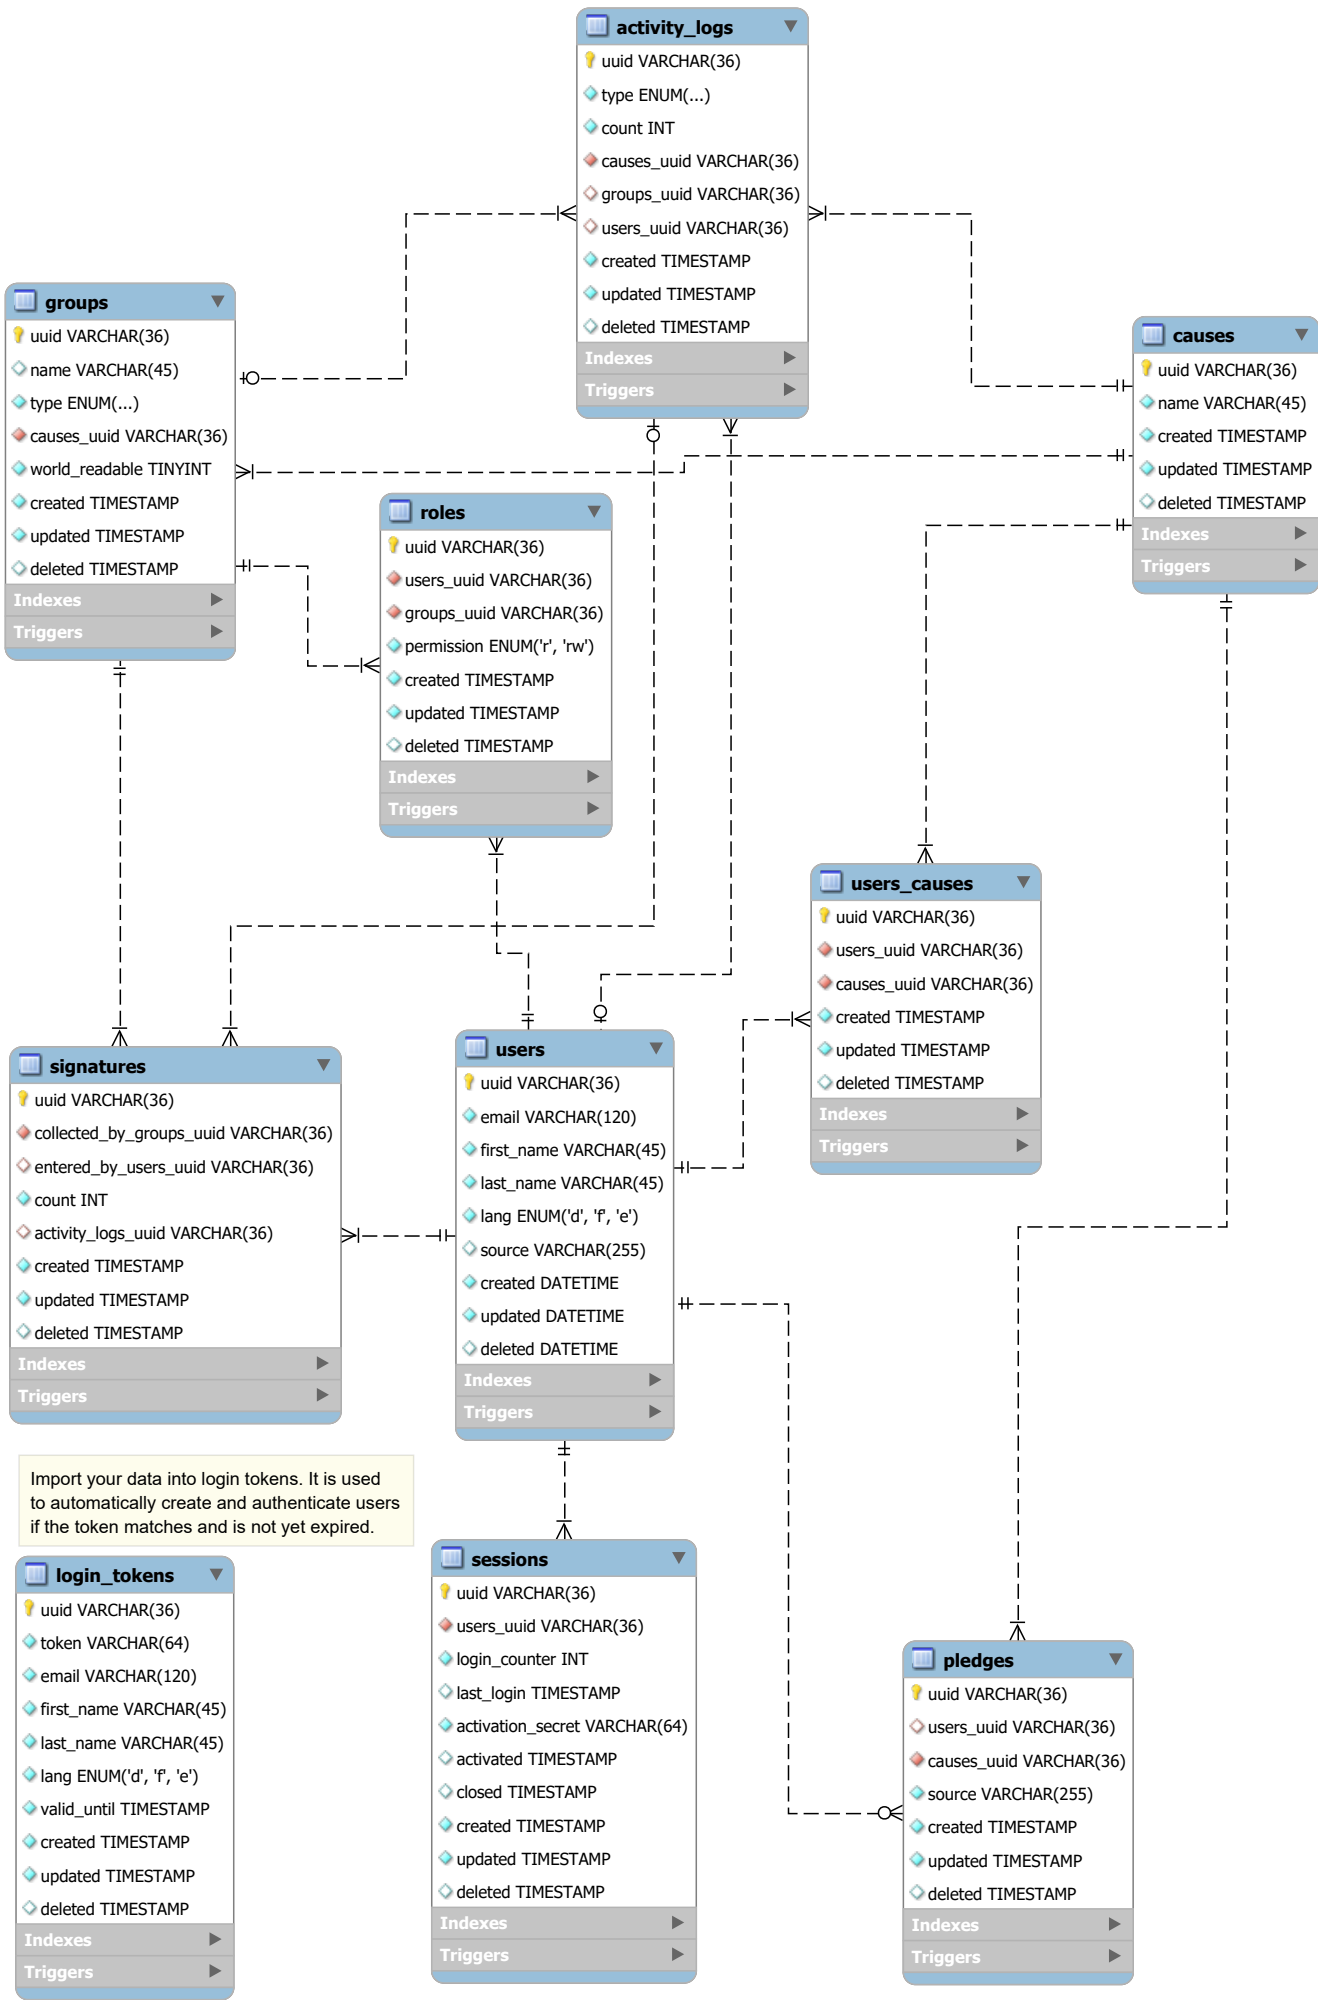 activity_logs
uuid VARCHAR(36)
type ENUM(...)
count INT
causes_uuid VARCHAR(36)
groups_uuid VARCHAR(36)
users_uuid VARCHAR(36)
created TIMESTAMP
updated TIMESTAMP
deleted TIMESTAMP
Indexes
Triggers
groups
uuid VARCHAR(36)
name VARCHAR(45)
type ENUM(...)
causes_uuid VARCHAR(36)
world_readable TINYINT
created TIMESTAMP
updated TIMESTAMP
deleted TIMESTAMP
Indexes
Triggers
causes
uuid VARCHAR(36)
name VARCHAR(45)
created TIMESTAMP
updated TIMESTAMP
deleted TIMESTAMP
Indexes
Triggers
roles
uuid VARCHAR(36)
users_uuid VARCHAR(36)
groups_uuid VARCHAR(36)
permission ENUM('r', 'rw')
created TIMESTAMP
updated TIMESTAMP
deleted TIMESTAMP
Indexes
Triggers
users_causes
uuid VARCHAR(36)
users_uuid VARCHAR(36)
causes_uuid VARCHAR(36)
created TIMESTAMP
updated TIMESTAMP
deleted TIMESTAMP
Indexes
Triggers
signatures
uuid VARCHAR(36)
collected_by_groups_uuid VARCHAR(36)
entered_by_users_uuid VARCHAR(36)
count INT
activity_logs_uuid VARCHAR(36)
created TIMESTAMP
updated TIMESTAMP
deleted TIMESTAMP
Indexes
Triggers
users
uuid VARCHAR(36)
email VARCHAR(120)
first_name VARCHAR(45)
last_name VARCHAR(45)
lang ENUM('d', 'f', 'e')
source VARCHAR(255)
created DATETIME
updated DATETIME
deleted DATETIME
Indexes
Triggers
Import your data into login tokens. It is used
to automatically create and authenticate users
if the token matches and is not yet expired.
login_tokens
uuid VARCHAR(36)
token VARCHAR(64)
email VARCHAR(120)
first_name VARCHAR(45)
last_name VARCHAR(45)
lang ENUM('d', 'f', 'e')
valid_until TIMESTAMP
created TIMESTAMP
updated TIMESTAMP
deleted TIMESTAMP
Indexes
Triggers
sessions
uuid VARCHAR(36)
users_uuid VARCHAR(36)
login_counter INT
last_login TIMESTAMP
activation_secret VARCHAR(64)
activated TIMESTAMP
closed TIMESTAMP
created TIMESTAMP
updated TIMESTAMP
deleted TIMESTAMP
Indexes
Triggers
pledges
uuid VARCHAR(36)
users_uuid VARCHAR(36)
causes_uuid VARCHAR(36)
source VARCHAR(255)
created TIMESTAMP
updated TIMESTAMP
deleted TIMESTAMP
Indexes
Triggers